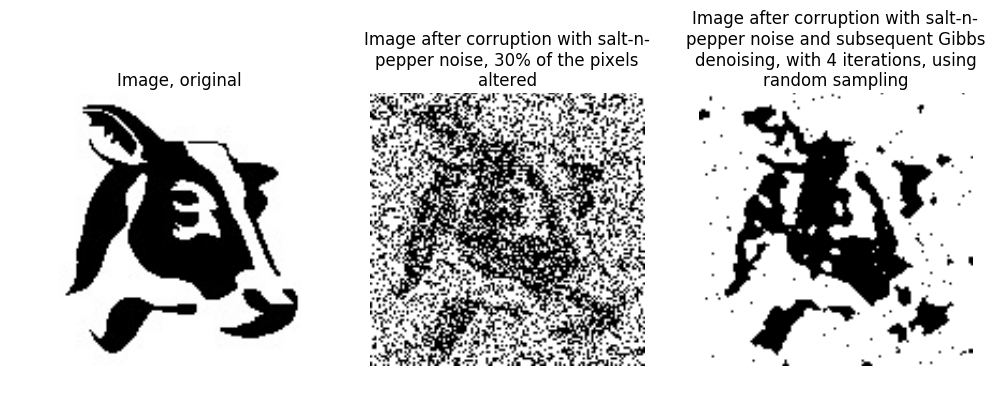 Image, original
Image after corruption with salt-n-
pepper noise, 30% of the pixels
altered
Image after corruption with salt-n-
pepper noise and subsequent Gibbs
denoising, with 4 iterations, using
random sampling